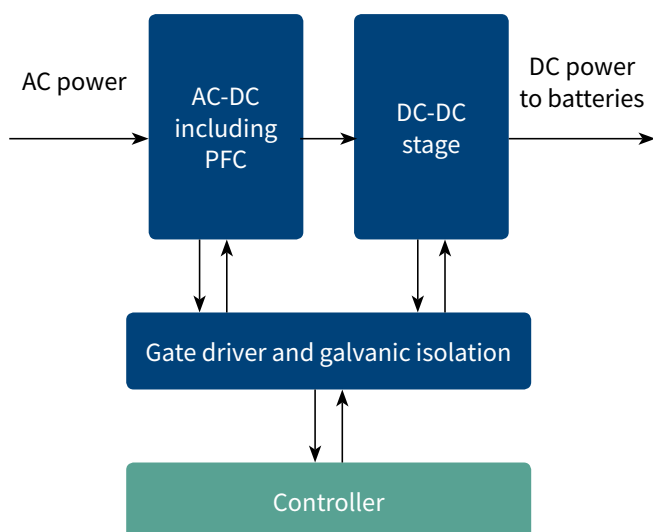 AC power
AC-DC
including
PFC
DC-DC
stage
DC power
to batteries
Gate driver and galvanic isolation
Controller